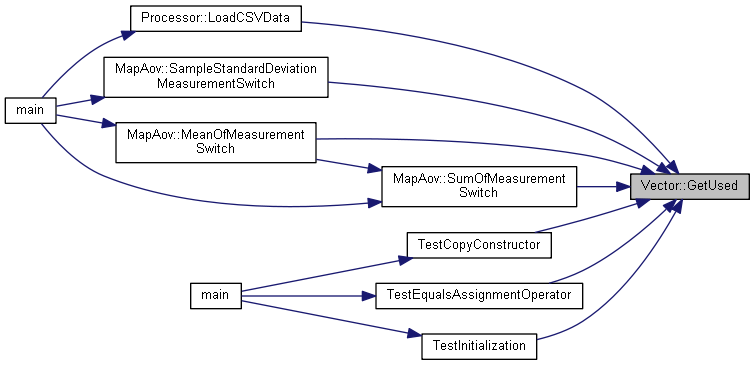 Processor::LoadCSVData
MapAov::SampleStandardDeviation
MeasurementSwitch
main
MapAov::MeanOfMeasurement
Switch
MapAov::SumOfMeasurement
Switch
Vector::GetUsed
TestCopyConstructor
main
TestEqualsAssignmentOperator
TestInitialization